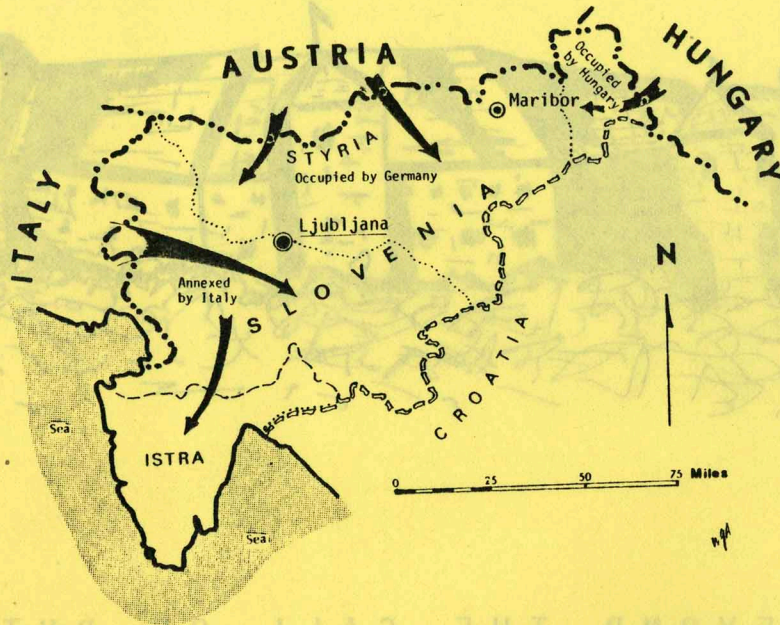 AUSTRIA
HUNGARY
Occupied
by Hungary
Maribor
STYRIA
Occupied by Germany
ITALY
Ljubljana
SLOVENIA
Annexed
by Italy
N
CROATIA
Sea
ISTRA
0 25 50 75 Miles
Sea